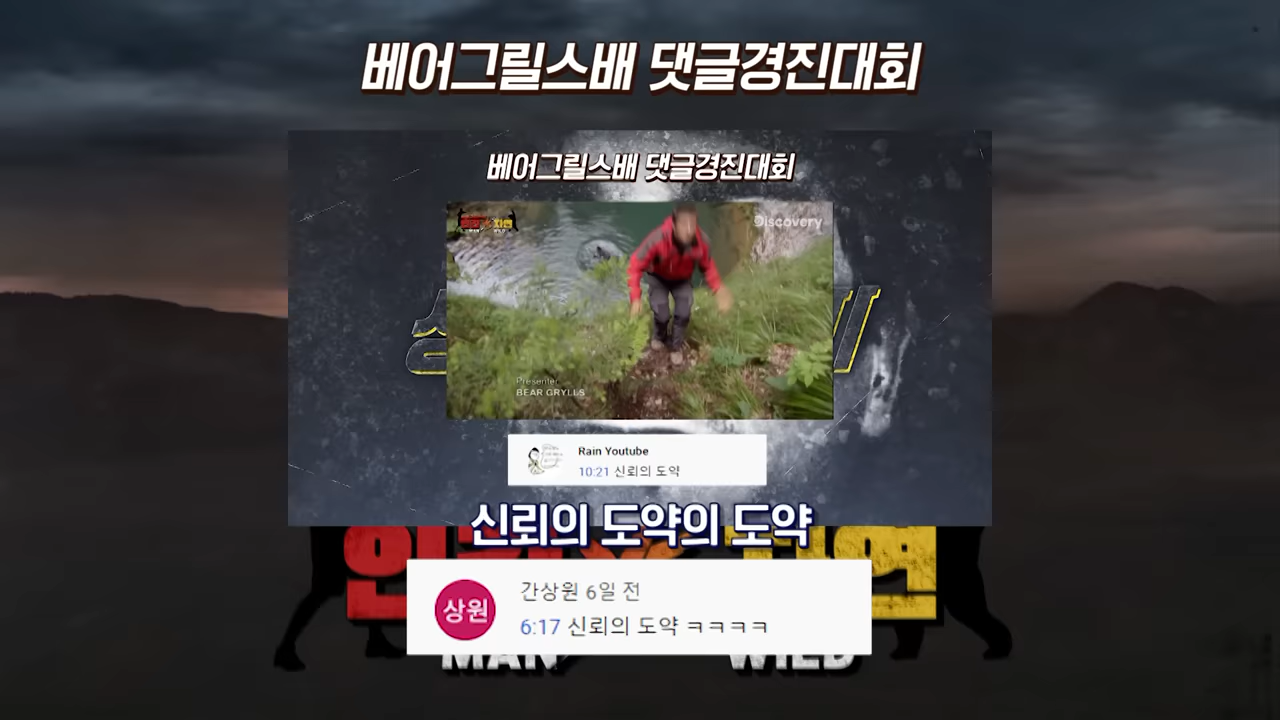 베어그릴스배 댓글경진대회
베어그릴스배 댓글경진대회
Discovery
Presenter
BEAR GRYLLS
Rain Youtube
10:21 신뢰의 도약
신뢰의 도약의 도약
상원
간상원 6일 전
6:17 신뢰의 도약 ㅋㅋㅋㅋ
MAN
WILD